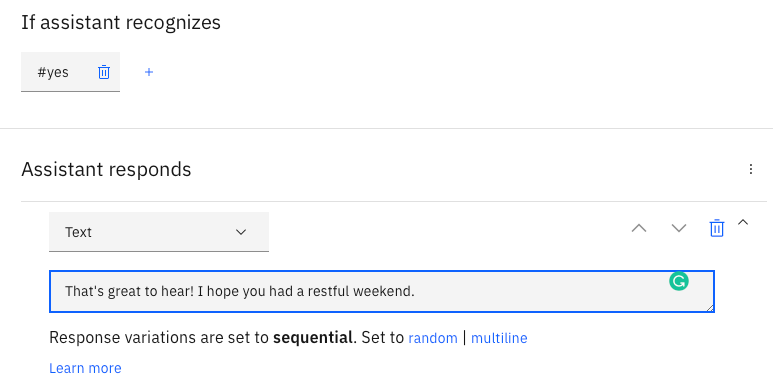 If assistant recognizes
#yes
Assistant responds
Text
That's great to hear! I hope you had a restful weekend.
Response variations are set to sequential. Set to random | multiline
Learn more